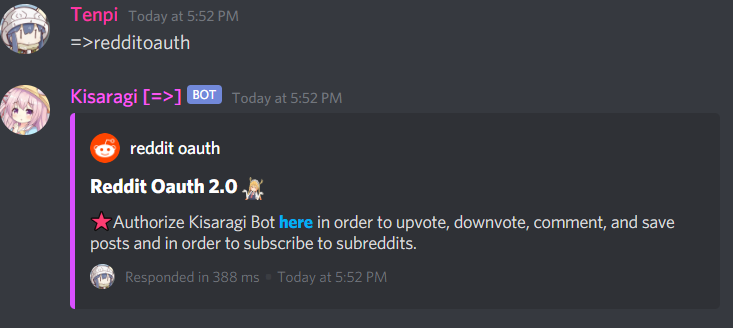 Tenpi Today at 5:52 PM
=>redditoauth
Kisaragi [=>] BOT Today at 5:52 PM
reddit oauth
Reddit Oauth 2.0
Authorize Kisaragi Bot here in order to upvote, downvote, comment, and save
posts and in order to subscribe to subreddits.
Responded in 388 ms • Today at 5:52 PM